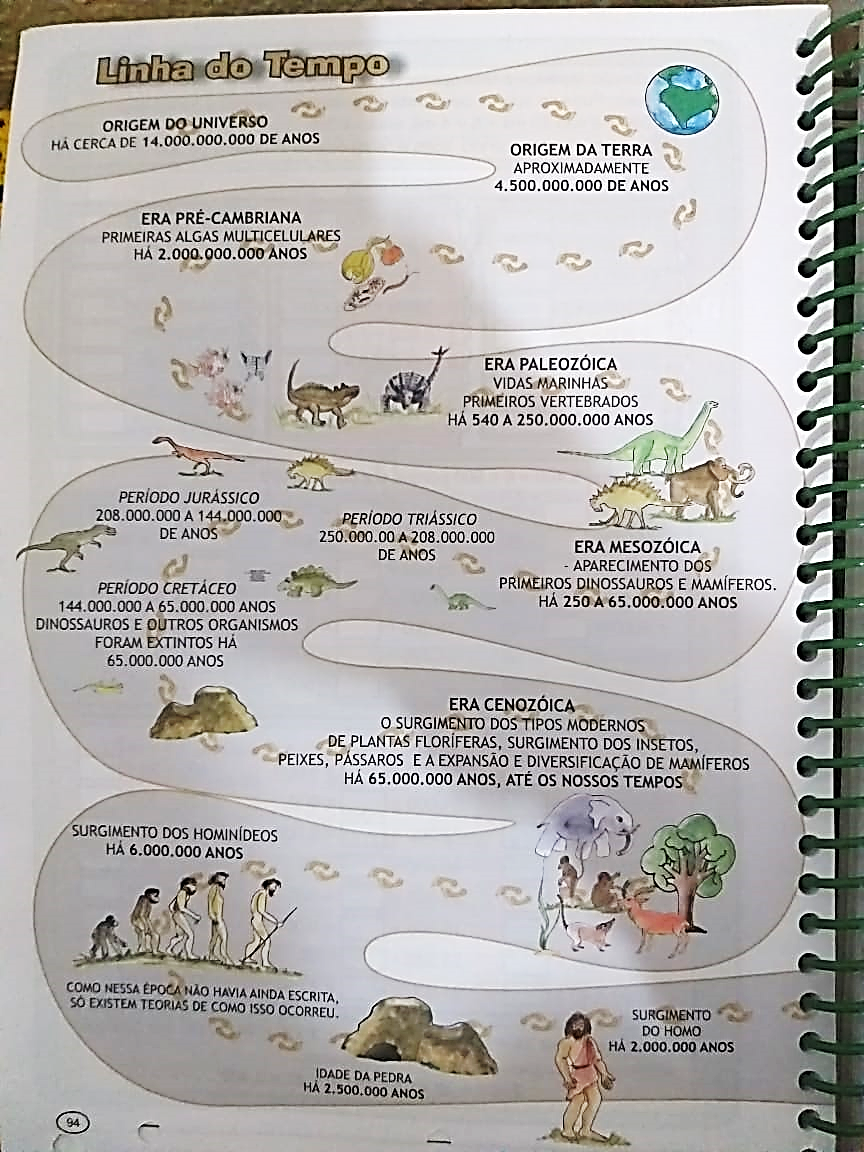 Linha do Tempo
ORIGEM DO UNIVERSO
HÁ CERCA DE 14.000.000.000 DE ANOS
ORIGEM DA TERRA
APROXIMADAMENTE
4.500.000.000 DE ANOS
ERA PRÉ-CAMBRIANA
PRIMEIRAS ALGAS MULTICELULARES
HÁ 2.000.000.000 ANOS
ERA PALEOZÓICA
VIDAS MARINHAS
PRIMEIROS VERTEBRADOS
HÁ 540 A 250.000.000 ANOS
ERA MESOZÓICA
- APARECIMENTO DOS
PRIMEIROS DINOSSAUROS E MAMÍFEROS.
HÁ 250 A 65.000.000 ANOS
PERÍODO TRIÁSSICO
250.000.00 A 208.000.000
DE ANOS
PERÍODO JURÁSSICO
208.000.000 A 144.000.000
DE ANOS
PERÍODO CRETÁCEO
144.000.000 A 65.000.000 ANOS
DINOSSAUROS E OUTROS ORGANISMOS
FORAM EXTINTOS HÁ
65.000.000 ANOS
ERA CENOZÓICA
O SURGIMENTO DOS TIPOS MODERNOS
DE PLANTAS FLORÍFERAS, SURGIMENTO DOS INSETOS,
PEIXES, PÁSSAROS E A EXPANSÃO E DIVERSIFICAÇÃO DE MAMÍFEROS
HÁ 65.000.000 ANOS, ATÉ OS NOSSOS TEMPOS
SURGIMENTO DOS HOMINÍDEOS
HÁ 6.000.000 ANOS
COMO NESSA ÉPOCA NÃO HAVIA AINDA ESCRITA,
SÓ EXISTEM TEORIAS DE COMO ISSO OCORREU.
IDADE DA PEDRA
HÁ 2.500.000 ANOS
SURGIMENTO
DO HOMO
HÁ 2.000.000 ANOS
94